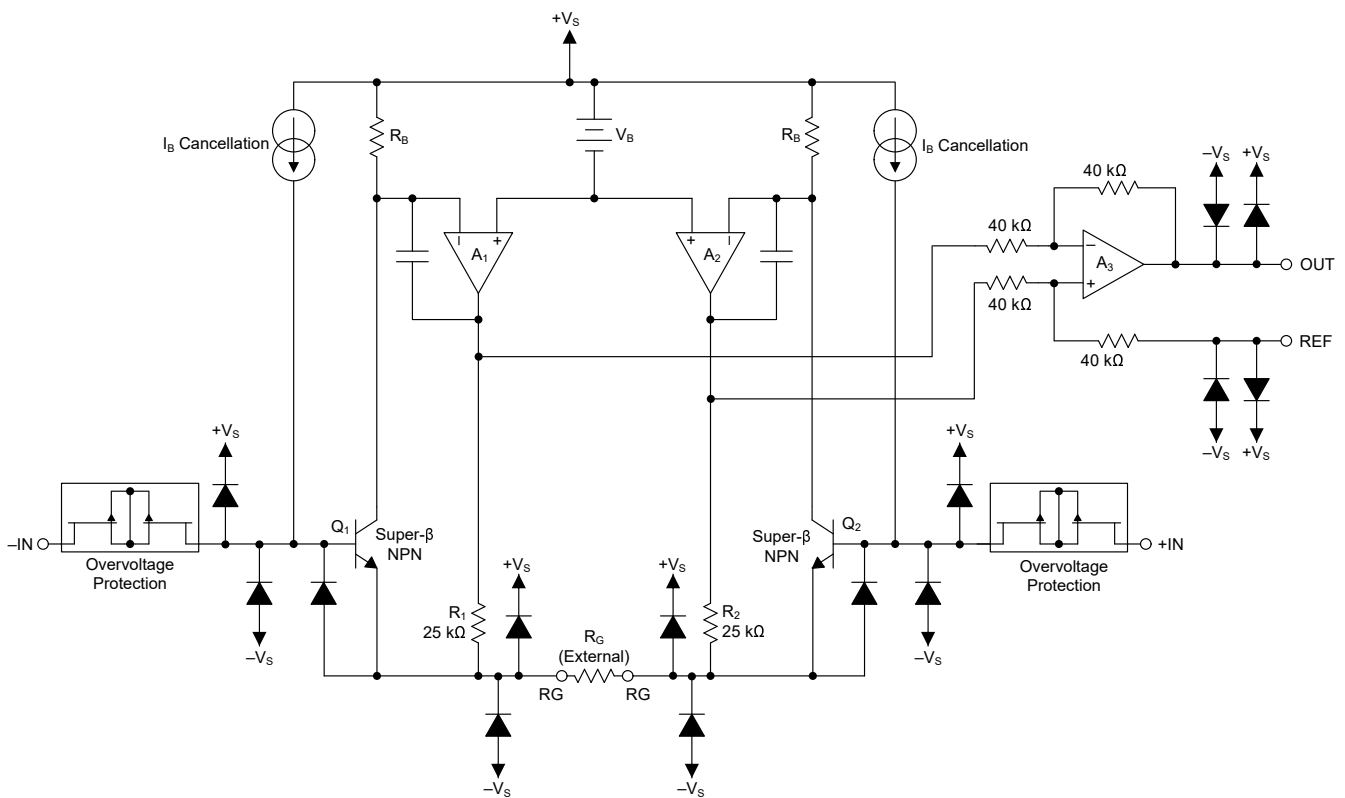 +VS
IB Cancellation
RB
VB
RB
IB Cancellation
40 kΩ
–VS
+VS
40 kΩ
A1
+
–
+
–
A2
–
A3
+
OUT
40 kΩ
40 kΩ
REF
–VS
+VS
+VS
+VS
–IN
Overvoltage
Protection
Q1
Super-β
NPN
Super-β
NPN
Q2
+IN
Overvoltage
Protection
–VS
+VS
+VS
R1
25 kΩ
R2
25 kΩ
RG
(External)
–VS
RG
RG
–VS
–VS